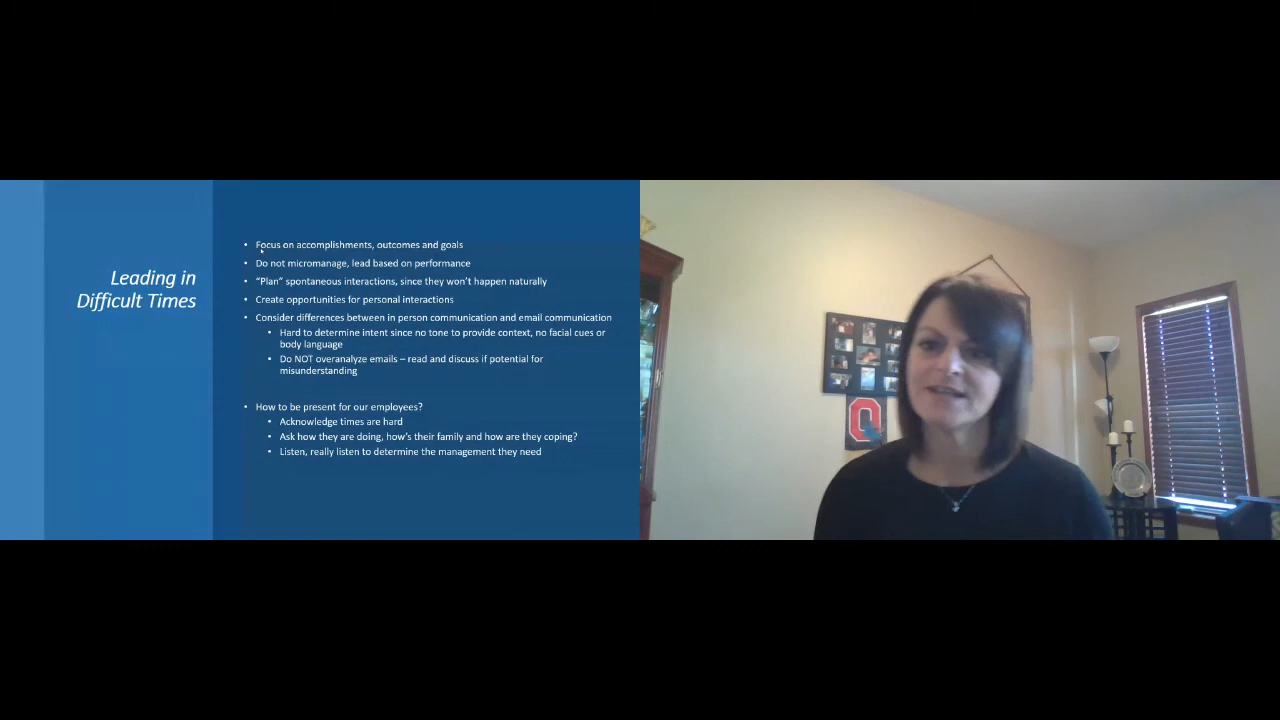 Leading in
Difficult Times
• Focus on accomplishments, outcomes and goals
• Do not micromanage, lead based on performance
• “Plan” spontaneous interactions, since they won’t happen naturally
• Create opportunities for personal interactions
• Consider differences between in person communication and email communication
• Hard to determine intent since no tone to provide context, no facial cues or
body language
• Do NOT overanalyze emails – read and discuss if potential for
misunderstanding
• How to be present for our employees?
• Acknowledge times are hard
• Ask how they are doing, how’s their family and how are they coping?
• Listen, really listen to determine the management they need
O